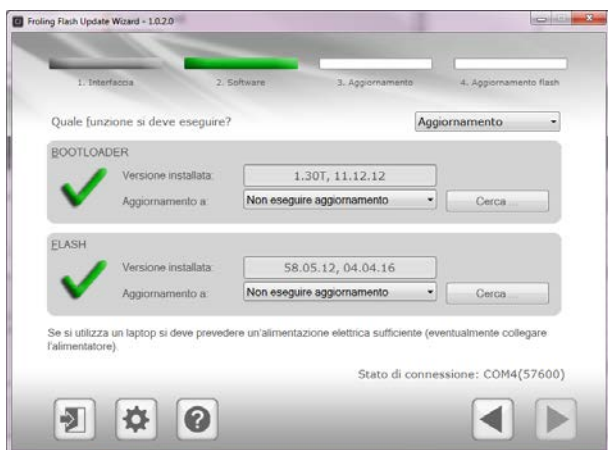 Froling Flash Update Wizard - 1.0.2.0
1. Interfaccia 2. Software 3. Aggiornamento 4. Aggiornamento flash
Quale funzione si deve eseguire? Aggiornamento
BOOTLOADER
Versione installata: 1.30T, 11.12.12
Aggiornamento a: Non eseguire aggiornamento Cerca ...
FLASH
Versione installata: 58.05.12, 04.04.16
Aggiornamento a: Non eseguire aggiornamento Cerca ...
Se si utilizza un laptop si deve prevedere un'alimentazione elettrica sufficiente (eventualmente collegare
l'alimentatore).
Stato di connessione: COM4(57600)
?